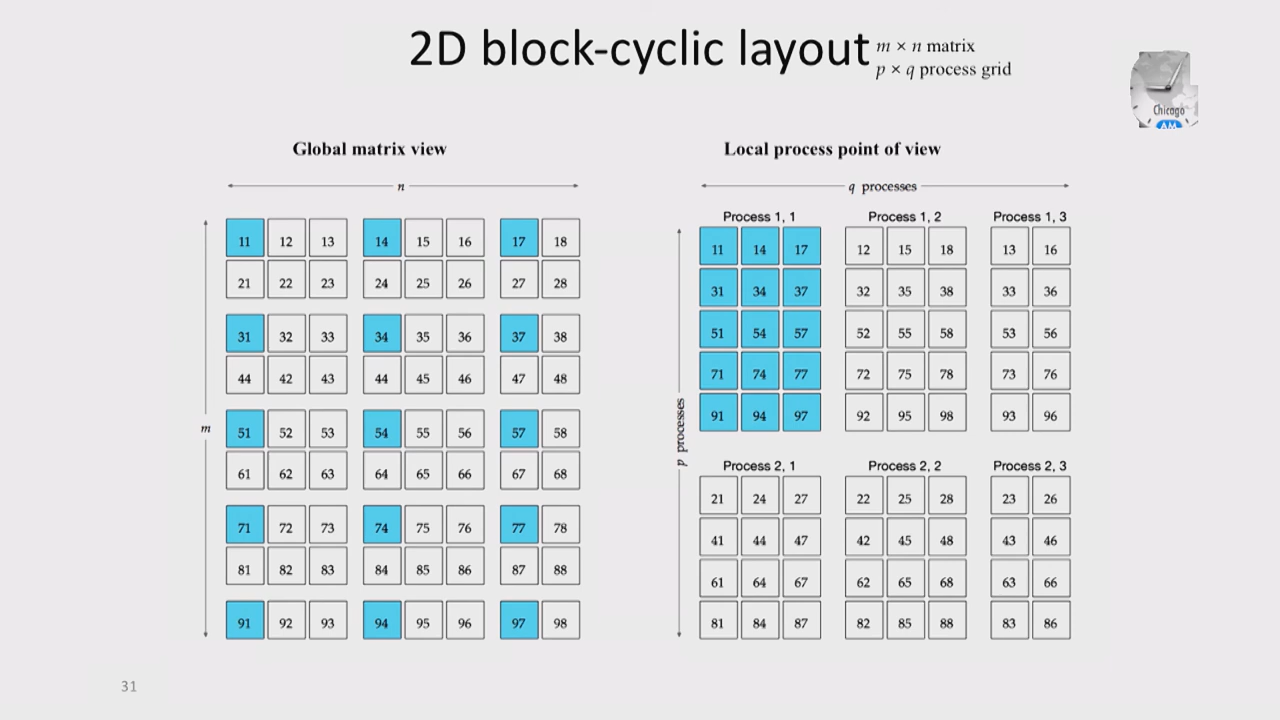 2D block-cyclic layout
m × n matrix
p × q process grid
Chicago
AM
Global matrix view
n
m
11 12 13 14 15 16 17 18
21 22 23 24 25 26 27 28
31 32 33 34 35 36 37 38
44 42 43 44 45 46 47 48
51 52 53 54 55 56 57 58
61 62 63 64 65 66 67 68
71 72 73 74 75 76 77 78
81 82 83 84 85 86 87 88
91 92 93 94 95 96 97 98
Local process point of view
q processes
p processes
Process 1, 1 Process 1, 2 Process 1, 3
11 14 17 12 15 18 13 16
31 34 37 32 35 38 33 36
51 54 57 52 55 58 53 56
71 74 77 72 75 78 73 76
91 94 97 92 95 98 93 96
Process 2, 1 Process 2, 2 Process 2, 3
21 24 27 22 25 28 23 26
41 44 47 42 45 48 43 46
61 64 67 62 65 68 63 66
81 84 87 82 85 88 83 86
31